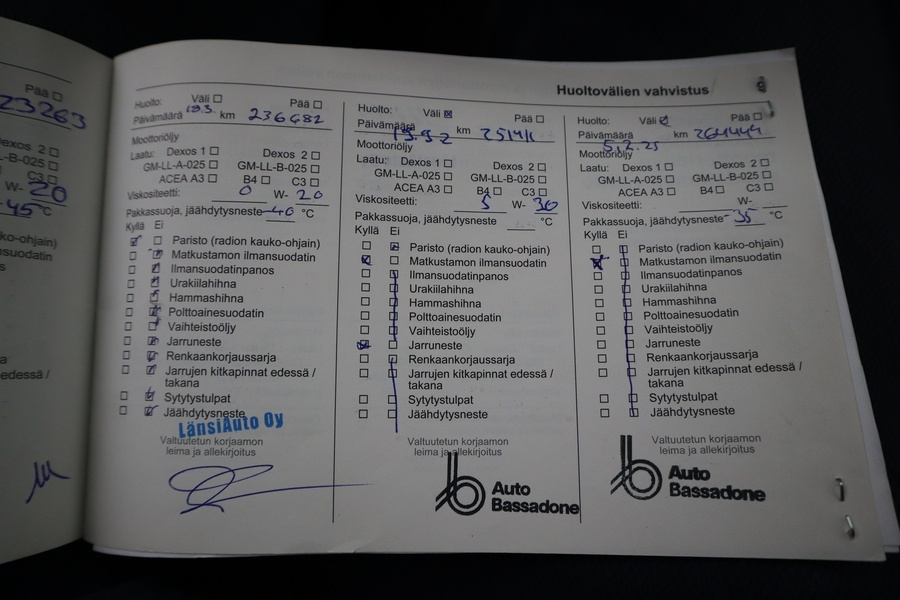 Pää ☐
23263
Dexos 2 ☐
LL-B-025 ☐
C3 ☐
W- 20
-45°C
ko-ohjain)
suodatin
s
a
edessä /
Huoltovälien vahvistus
Huolto: Väli ☐ Pää ☐
Päivämäärä km 236682
Moottoriöljy
Laatu: Dexos 1 ☐ Dexos 2 ☐
GM-LL-A-025 ☐ GM-LL-B-025 ☐
ACEA A3 ☐ B4 ☐ C3 ☐
Viskositeetti: 0 W- 20
Pakkassuoja, jäähdytysneste -40 °C
Kyllä Ei
Paristo (radion kauko-ohjain)
Matkustamon ilmansuodatin
Ilmansuodatinpanos
Urakiilahihna
Hammashihna
Polttoainesuodatin
Vaihteistoöljy
Jarruneste
Renkaankorjaussarja
Jarrujen kitkapinnat edessä /
takana
Sytytystulpat
Jäähdytysneste
LänsiAuto Oy
Valtuutetun korjaamon
leima ja allekirjoitus
Huolto: Väli ☒ Pää ☐
Päivämäärä km
Moottoriöljy
Laatu: Dexos 1 ☐ Dexos 2 ☐
GM-LL-A-025 ☐ GM-LL-B-025 ☐
ACEA A3 ☐ B4 ☐ C3 ☐
Viskositeetti: 5 W- 30
Pakkassuoja, jäähdytysneste °C
Kyllä Ei
Paristo (radion kauko-ohjain)
Matkustamon ilmansuodatin
Ilmansuodatinpanos
Urakiilahihna
Hammashihna
Polttoainesuodatin
Vaihteistoöljy
Jarruneste
Renkaankorjaussarja
Jarrujen kitkapinnat edessä /
takana
Sytytystulpat
Jäähdytysneste
Valtuutetun korjaamon
leima ja allekirjoitus
Auto
Bassadone
Huolto: Väli ☑ Pää ☐
Päivämäärä km 264444
5.2.25
Moottoriöljy
Laatu: Dexos 1 ☐ Dexos 2 ☐
GM-LL-A-025 ☐ GM-LL-B-025 ☐
ACEA A3 ☐ B4 ☐ C3 ☐
Viskositeetti: W-
Pakkassuoja, jäähdytysneste -35 °C
Kyllä Ei
Paristo (radion kauko-ohjain)
Matkustamon ilmansuodatin
Ilmansuodatinpanos
Urakiilahihna
Hammashihna
Polttoainesuodatin
Vaihteistoöljy
Jarruneste
Renkaankorjaussarja
Jarrujen kitkapinnat edessä /
takana
Sytytystulpat
Jäähdytysneste
Valtuutetun korjaamon
leima ja allekirjoitus
Auto
Bassadone